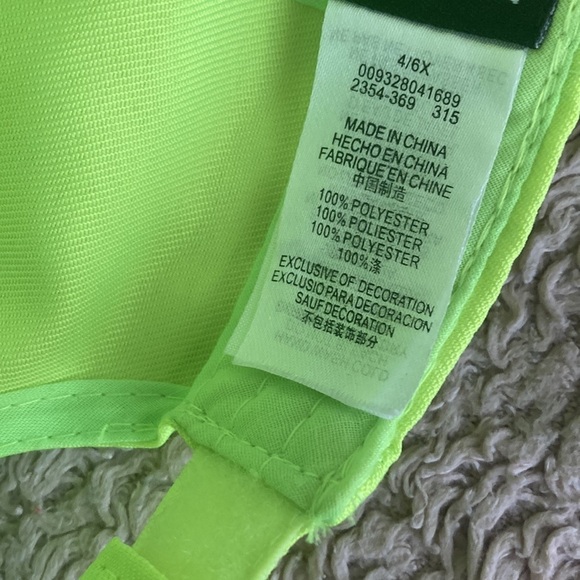 4/6X
009328041689
2354-369 315
MADE IN CHINA
HECHO EN CHINA
FABRIQUE'EN CHINE
中国制造
100% POLYESTER
100% POLIESTER
100% POLYESTER
100%涤
EXCLUSIVE OF DECORATION
EXCLUSIO PARA DECORACION
SAUF DECORATION
不包括装饰部分